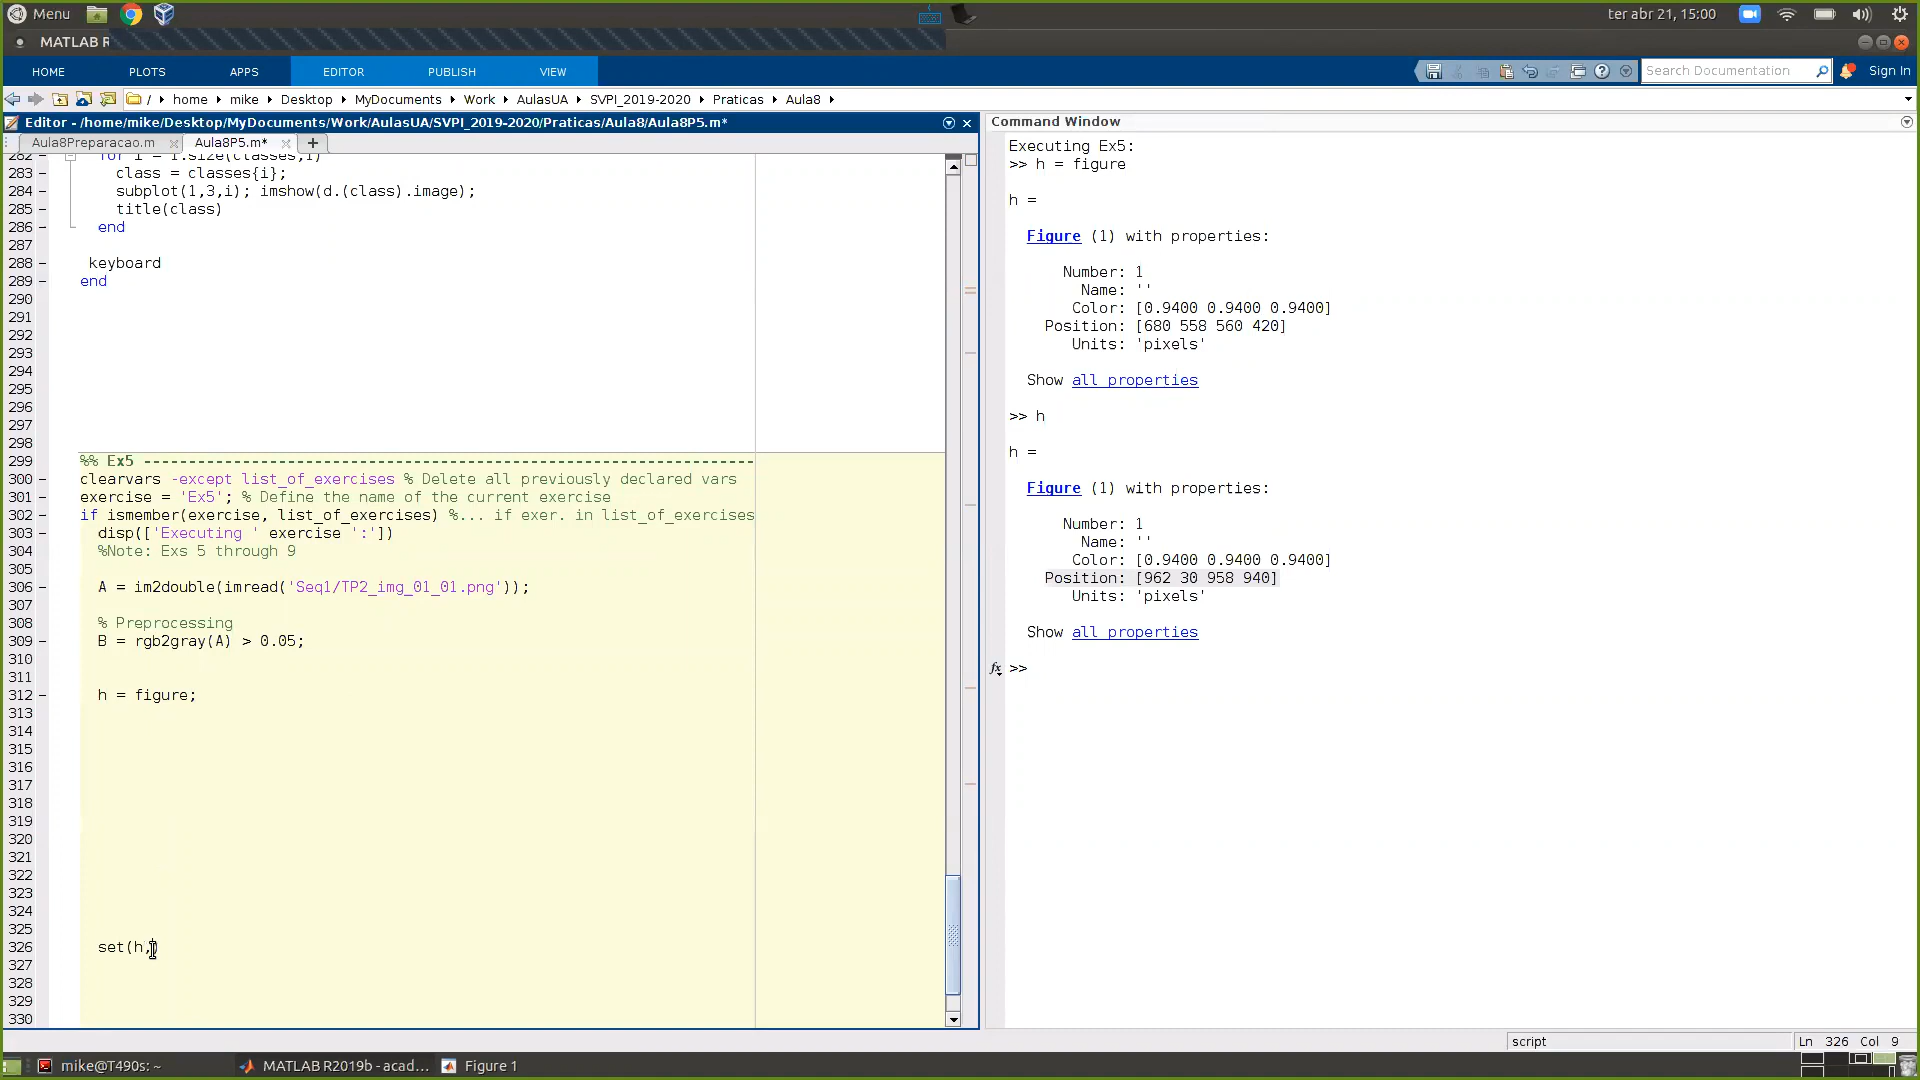 Menu
ter abr 21, 15:00
MATLAB R
HOME PLOTS APPS EDITOR PUBLISH VIEW
Search Documentation
Sign In
/ home mike Desktop MyDocuments Work AulasUA SVPI_2019-2020 Praticas Aula8
Editor - /home/mike/Desktop/MyDocuments/Work/AulasUA/SVPI_2019-2020/Praticas/Aula8/Aula8P5.m*
Aula8Preparacao.m Aula8P5.m*
282 for i = 1:size(classes,1)
283 class = classes{i};
284 subplot(1,3,i); imshow(d.(class).image);
285 title(class)
286 end
287
288 keyboard
289 end
290
291
292
293
294
295
296
297
298
299 %% Ex5 --------------------------------------------------------------------
300 clearvars -except list_of_exercises % Delete all previously declared vars
301 exercise = 'Ex5'; % Define the name of the current exercise
302 if ismember(exercise, list_of_exercises) %... if exer. in list_of_exercises
303 disp(['Executing ' exercise ':'])
304 %Note: Exs 5 through 9
305
306 A = im2double(imread('Seq1/TP2_img_01_01.png'));
307
308 % Preprocessing
309 B = rgb2gray(A) > 0.05;
310
311
312 h = figure;
313
314
315
316
317
318
319
320
321
322
323
324
325
326 set(h,)
327
328
329
330
Command Window
Executing Ex5:
>> h = figure
h =
Figure (1) with properties:
Number: 1
Name: ''
Color: [0.9400 0.9400 0.9400]
Position: [680 558 560 420]
Units: 'pixels'
Show all properties
>> h
h =
Figure (1) with properties:
Number: 1
Name: ''
Color: [0.9400 0.9400 0.9400]
Position: [962 30 958 940]
Units: 'pixels'
Show all properties
fx >>
script
Ln 326 Col 9
mike@T490s: ~
MATLAB R2019b - acad...
Figure 1